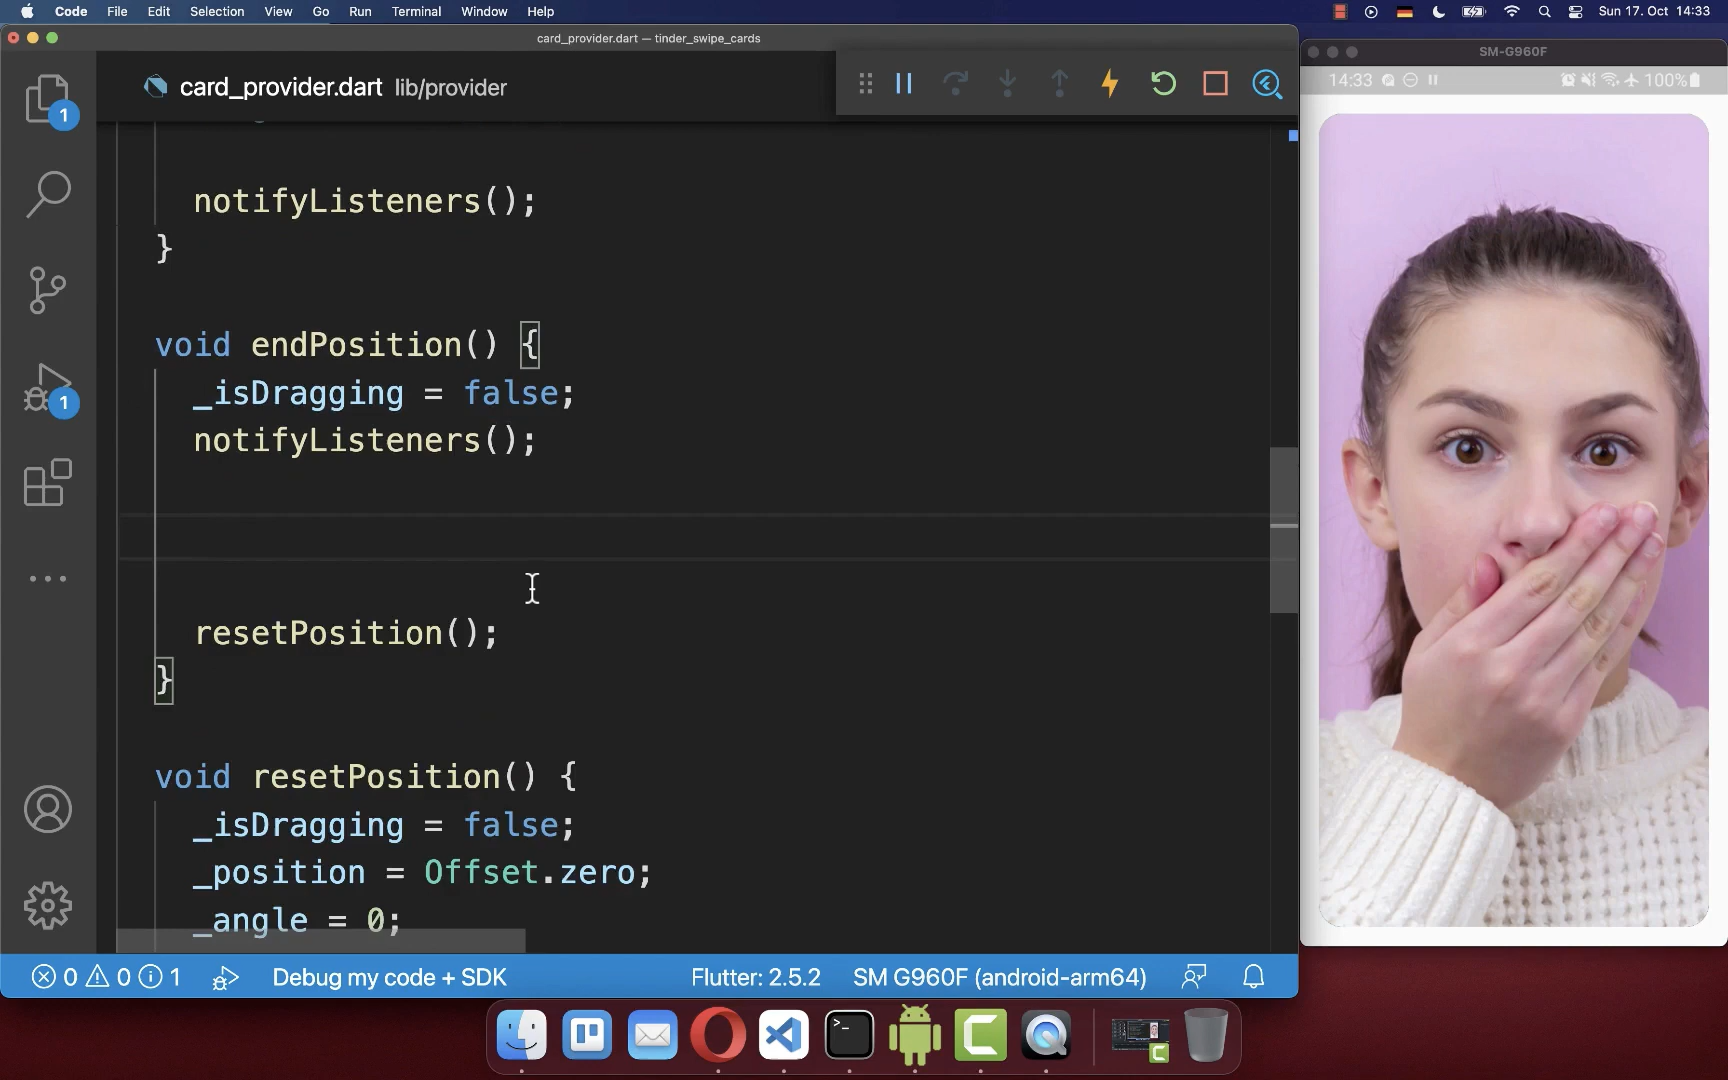 Code File Edit Selection View Go Run Terminal Window Help
Sun 17. Oct 14:33
card_provider.dart — tinder_swipe_cards
SM-G960F
14:33
100%
card_provider.dart lib/provider
1
notifyListeners();
}
void endPosition() {
_isDragging = false;
notifyListeners();
1
resetPosition();
}
void resetPosition() {
_isDragging = false;
_position = Offset.zero;
_angle = 0;
0 0 1 Debug my code + SDK Flutter: 2.5.2 SM G960F (android-arm64)